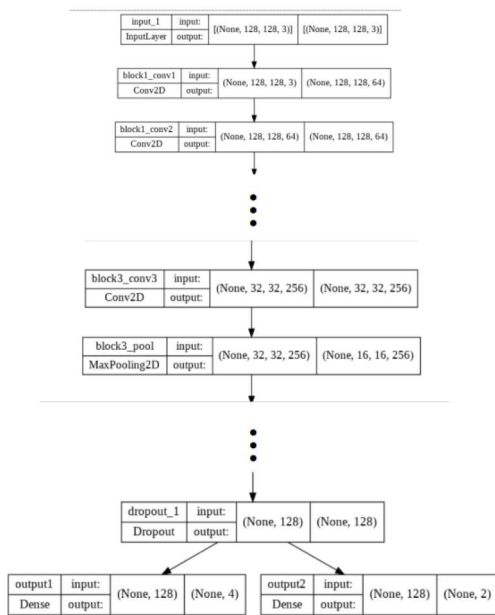 input_1 input: [(None, 128, 128, 3)] [(None, 128, 128, 3)]
InputLayer output:
block1_conv1 input: (None, 128, 128, 3) (None, 128, 128, 64)
Conv2D output:
block1_conv2 input: (None, 128, 128, 64) (None, 128, 128, 64)
Conv2D output:
block3_conv3 input: (None, 32, 32, 256) (None, 32, 32, 256)
Conv2D output:
block3_pool input: (None, 32, 32, 256) (None, 16, 16, 256)
MaxPooling2D output:
dropout_1 input: (None, 128) (None, 128)
Dropout output:
output1 input: (None, 128) (None, 4)
Dense output:
output2 input: (None, 128) (None, 2)
Dense output: